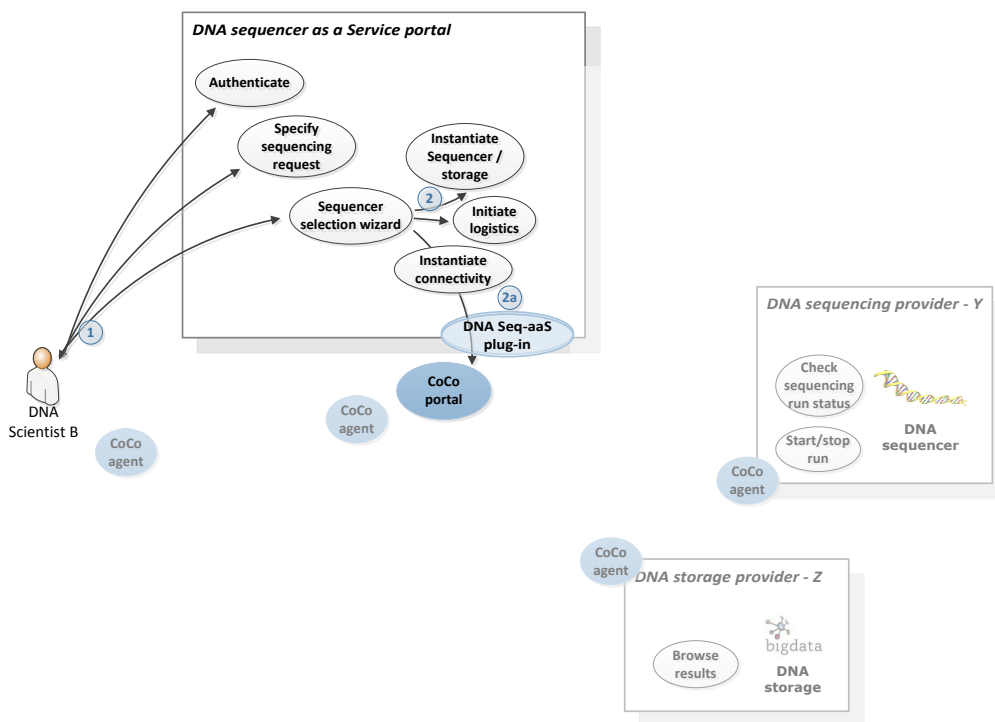 DNA sequencer as a Service portal
Authenticate
Specify
sequencing
request
Instantiate
Sequencer /
storage
2
Sequencer
selection wizard
Initiate
logistics
Instantiate
connectivity
2a
DNA Seq-aaS
plug-in
1
CoCo
portal
DNA
Scientist B
CoCo
agent
CoCo
agent
DNA sequencing provider - Y
Check
sequencing
run status
DNA
sequencer
Start/stop
run
CoCo
agent
CoCo
agent
DNA storage provider - Z
bigdata
Browse
results
DNA
storage